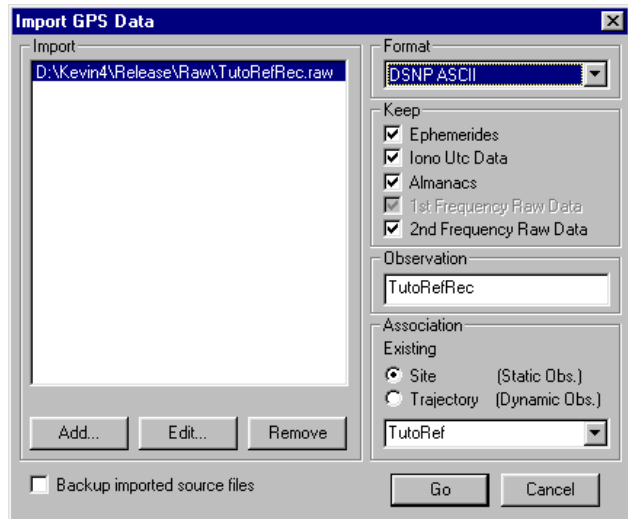 Import GPS Data
Import
D:\Kevin4\Release\Raw\TutoRefRec.raw
Add...
Edit...
Remove
Backup imported source files
Format
DSNP ASCII
Keep
Ephemerides
Iono Utc Data
Almanacs
1st Frequency Raw Data
2nd Frequency Raw Data
Observation
TutoRefRec
Association
Existing
Site (Static Obs.)
Trajectory (Dynamic Obs.)
TutoRef
Go
Cancel